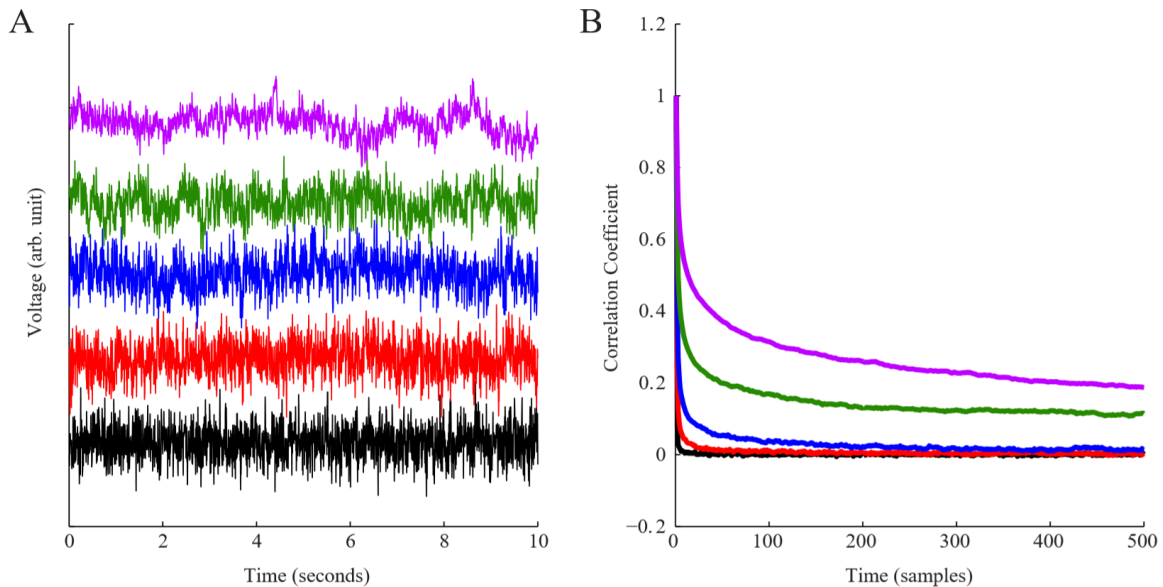 A
Voltage (arb. unit)
0 2 4 6 8 10
Time (seconds)
B
1.2
1
0.8
0.6
0.4
0.2
0
−0.2
Correlation Coefficient
0 100 200 300 400 500
Time (samples)